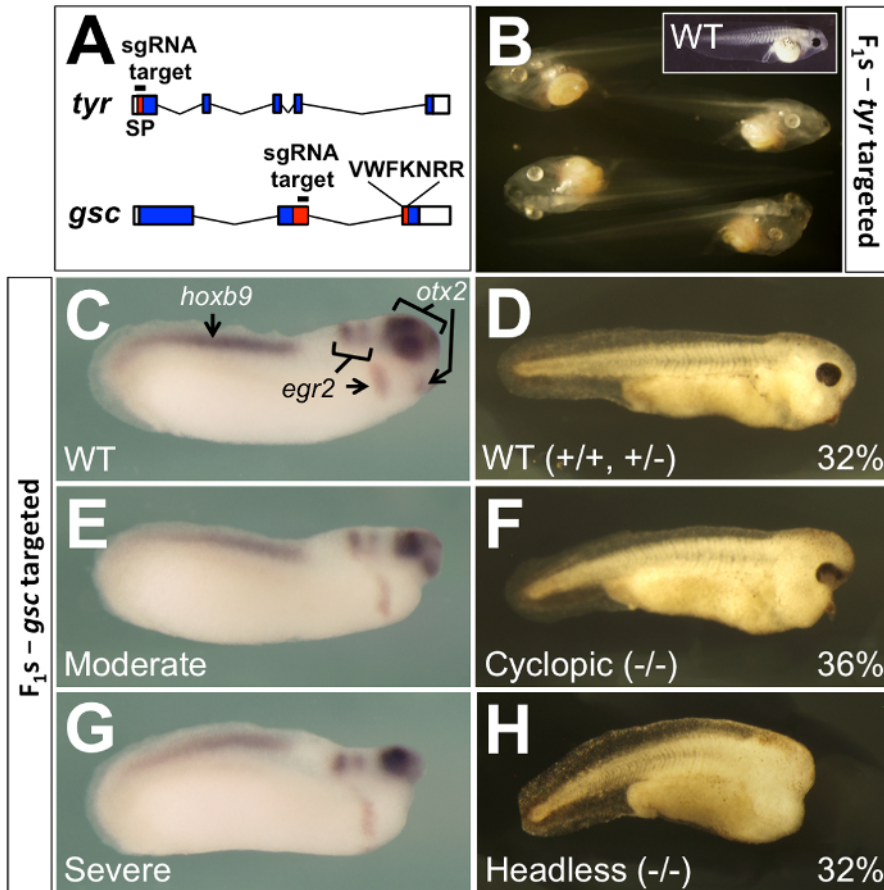 A
sgRNA
target
tyr
SP
sgRNA
target
VWFKNRR
gsc
B
WT
F₁s – tyr targeted
F₁s – gsc targeted
C
hoxb9
otx2
egr2
WT
D
WT (+/+, +/-)
32%
E
Moderate
F
Cyclopic (-/-)
36%
G
Severe
H
Headless (-/-)
32%